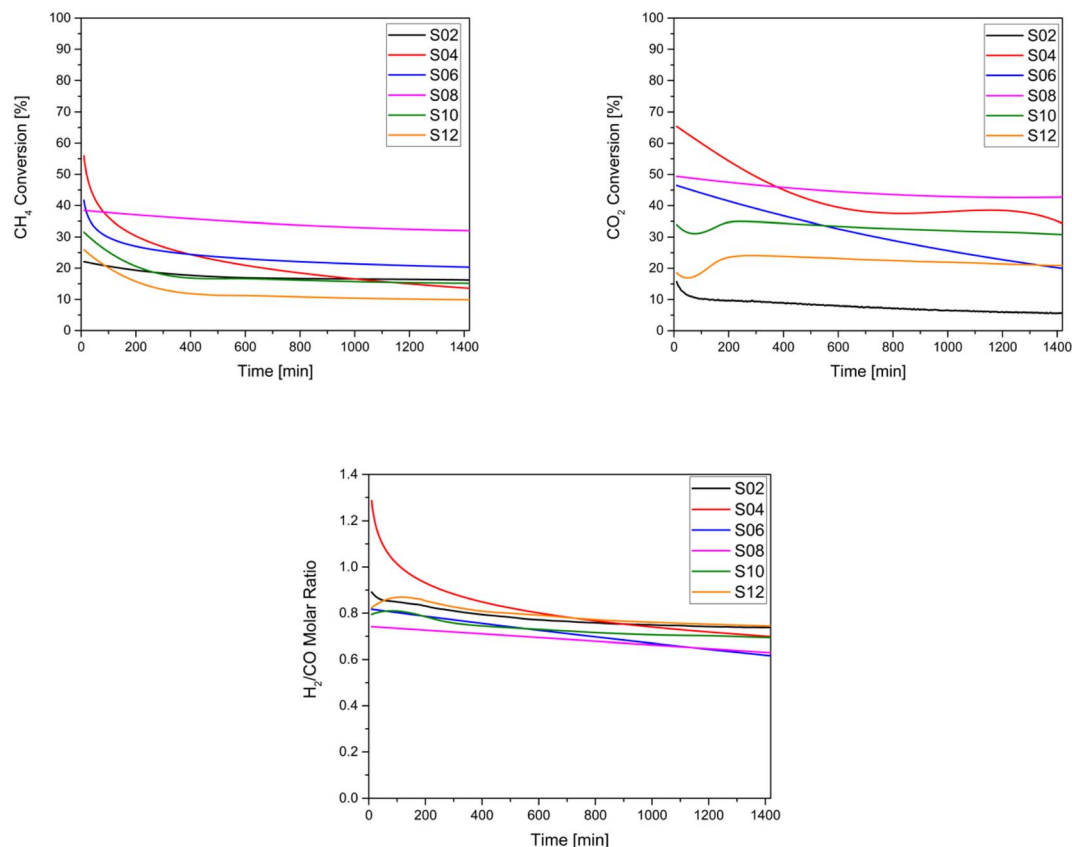 CH4 Conversion [%]
100
90
80
70
60
50
40
30
20
10
0
S02
S04
S06
S08
S10
S12
0 200 400 600 800 1000 1200 1400
Time [min]
CO2 Conversion [%]
100
90
80
70
60
50
40
30
20
10
0
S02
S04
S06
S08
S10
S12
0 200 400 600 800 1000 1200 1400
Time [min]
H2/CO Molar Ratio
1.4
1.2
1.0
0.8
0.6
0.4
0.2
0.0
S02
S04
S06
S08
S10
S12
0 200 400 600 800 1000 1200 1400
Time [min]